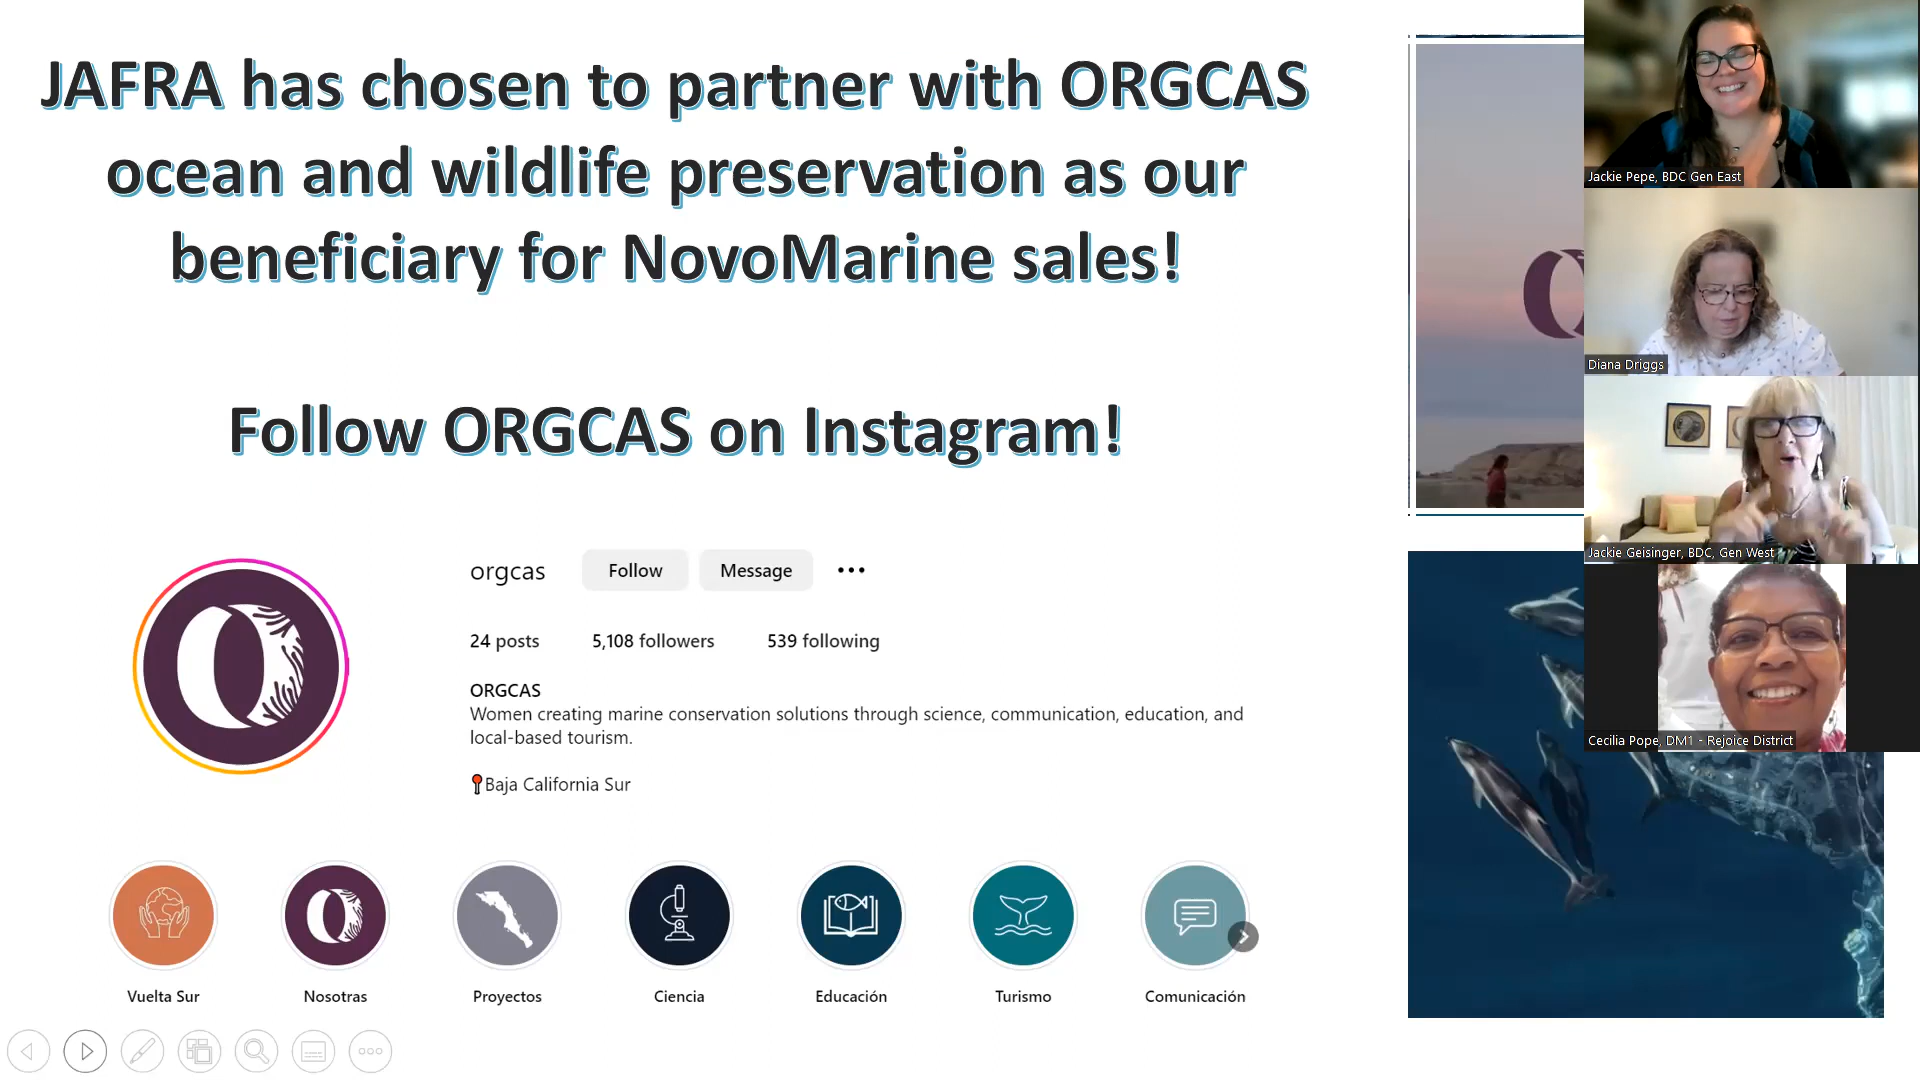 JAFRA has chosen to partner with ORGCAS
ocean and wildlife preservation as our
beneficiary for NovoMarine sales!
Follow ORGCAS on Instagram!
orgcas
Follow
Message
24 posts
5,108 followers
539 following
ORGCAS
Women creating marine conservation solutions through science, communication, education, and
local-based tourism.
Baja California Sur
Vuelta Sur
Nosotras
Proyectos
Ciencia
Educación
Turismo
Comunicación
Jackie Pepe, BDC Gen East
Diana Driggs
Jackie Geisinger, BDC, Gen West
Cecilia Pope, DM1 - Rejoice District